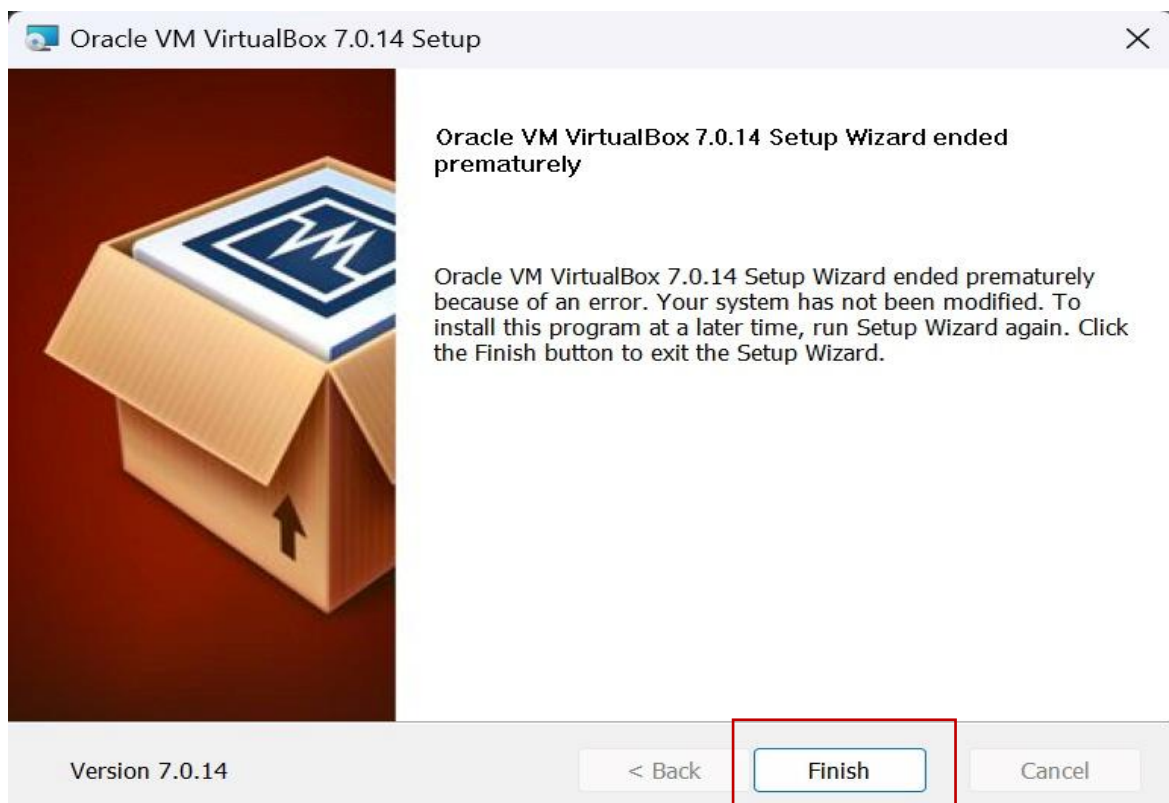 Oracle VM VirtualBox 7.0.14 Setup
Oracle VM VirtualBox 7.0.14 Setup Wizard ended
prematurely
Oracle VM VirtualBox 7.0.14 Setup Wizard ended prematurely
because of an error. Your system has not been modified. To
install this program at a later time, run Setup Wizard again. Click
the Finish button to exit the Setup Wizard.
Version 7.0.14
< Back
Finish
Cancel